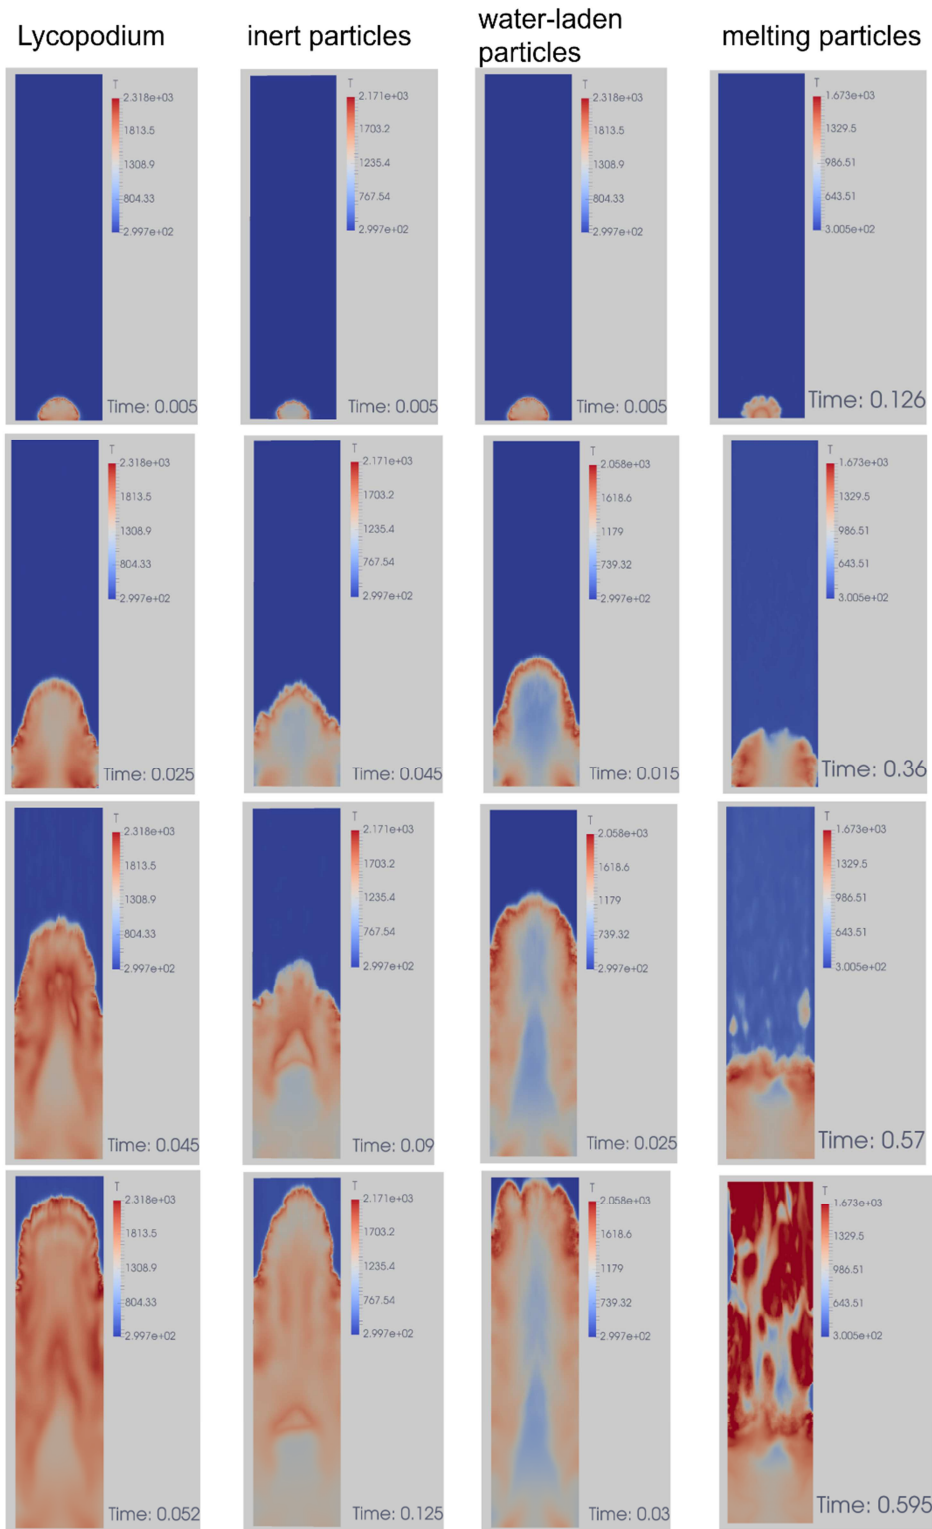 Lycopodium
inert particles
water-laden
particles
melting particles
T
2.318e+03
1813.5
1308.9
804.33
2.997e+02
Time: 0.005
T
2.171e+03
1703.2
1235.4
767.54
2.997e+02
Time: 0.005
T
2.318e+03
1813.5
1308.9
804.33
2.997e+02
Time: 0.005
T
1.673e+03
1329.5
986.51
643.51
3.005e+02
Time: 0.126
T
2.318e+03
1813.5
1308.9
804.33
2.997e+02
Time: 0.025
T
2.171e+03
1703.2
1235.4
767.54
2.997e+02
Time: 0.045
T
2.058e+03
1618.6
1179
739.32
2.997e+02
Time: 0.015
T
1.673e+03
1329.5
986.51
643.51
3.005e+02
Time: 0.36
T
2.318e+03
1813.5
1308.9
804.33
2.997e+02
Time: 0.045
T
2.171e+03
1703.2
1235.4
767.54
2.997e+02
Time: 0.09
T
2.058e+03
1618.6
1179
739.32
2.997e+02
Time: 0.025
T
1.673e+03
1329.5
986.51
643.51
3.005e+02
Time: 0.57
T
2.318e+03
1813.5
1308.9
804.33
2.997e+02
Time: 0.052
T
2.171e+03
1703.2
1235.4
767.54
2.997e+02
Time: 0.125
T
2.058e+03
1618.6
1179
739.32
2.997e+02
Time: 0.03
T
1.673e+03
1329.5
986.51
643.51
3.005e+02
Time: 0.595